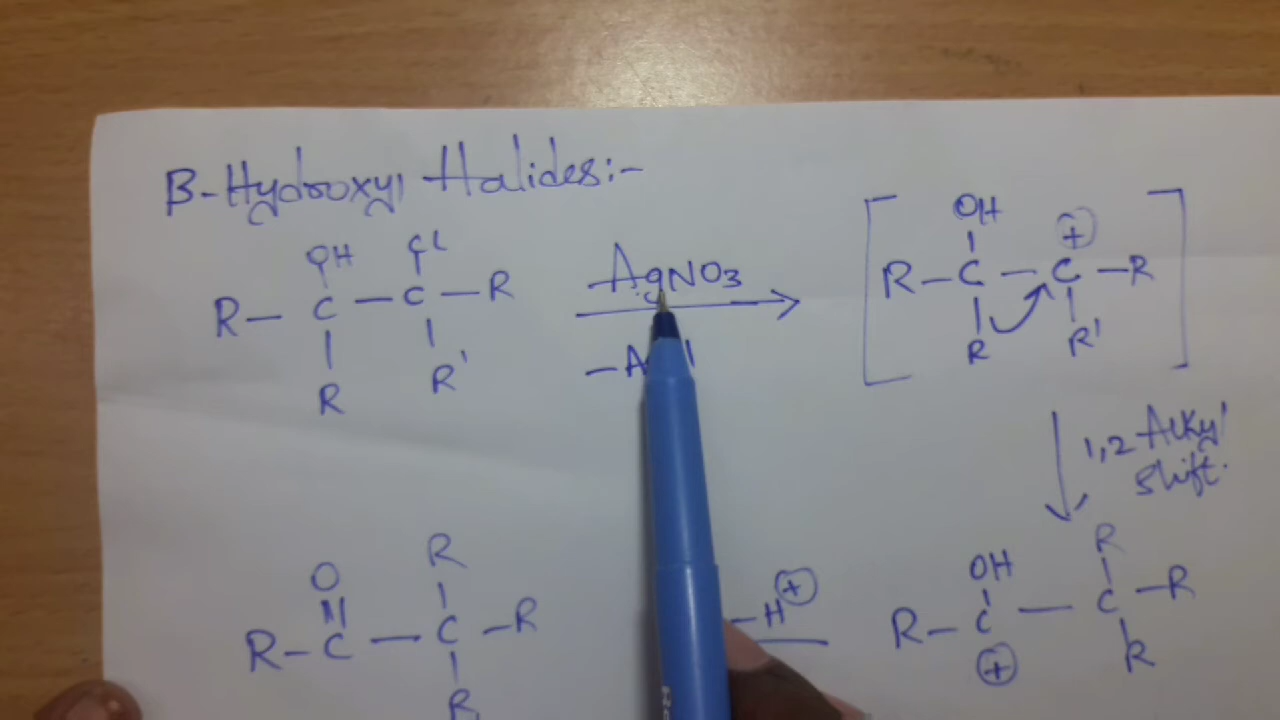 β-Hydroxyl Halides:-
OH Cl
R - C - C - R
R R'
AgNO3
OH +
R - C - C - R
R R'
1,2 Alkyl
shift.
O R
R - C - C - R
R
- H +
OH R
R - C - C - R
+ R